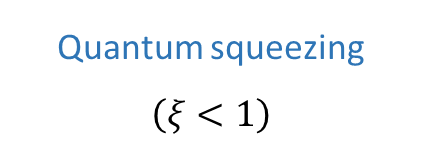 Quantum squeezing
(ξ < 1)